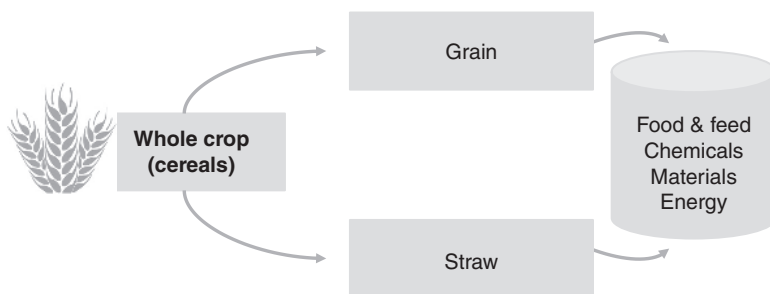 Whole crop
(cereals)
Grain
Straw
Food & feed
Chemicals
Materials
Energy